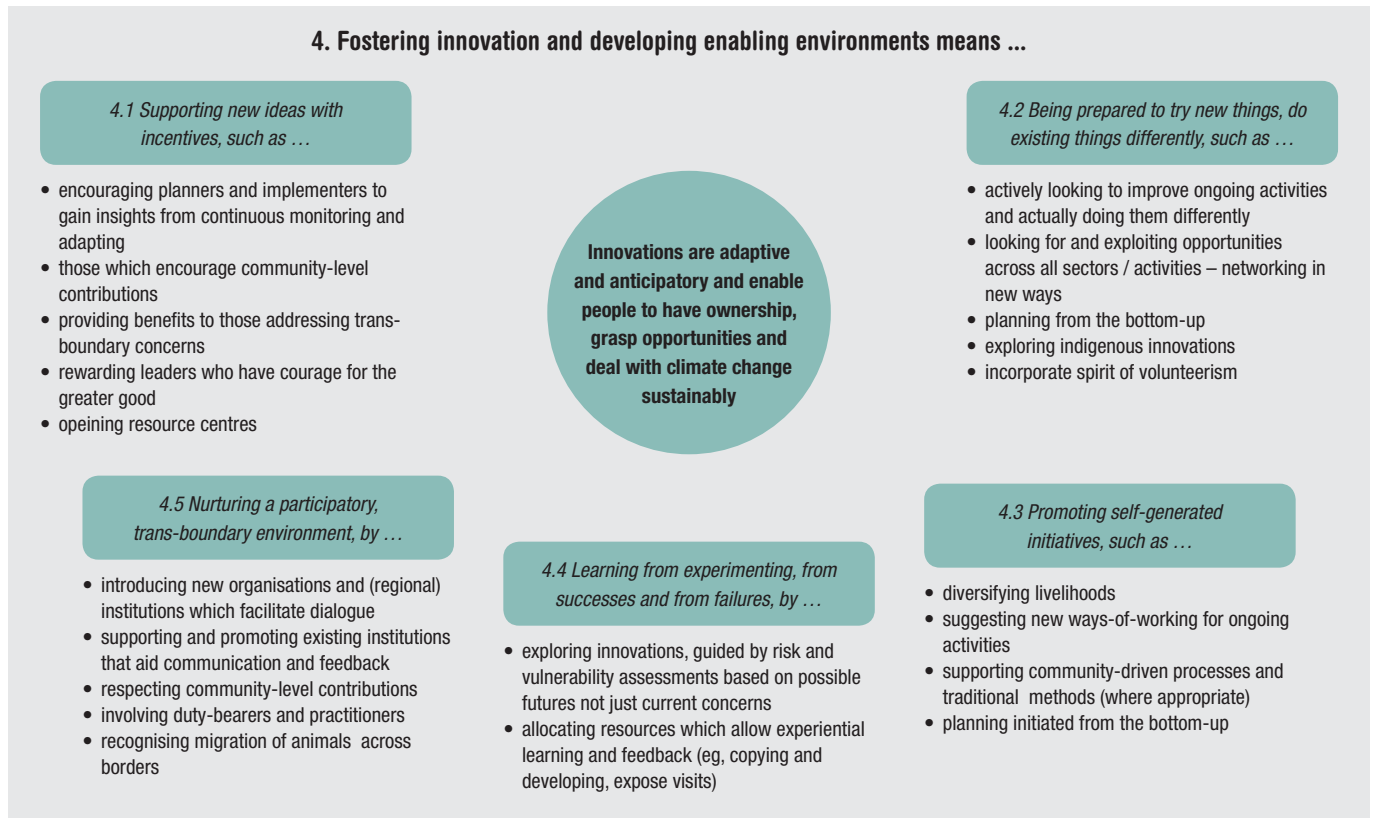 4. Fostering innovation and developing enabling environments means ...
4.1 Supporting new ideas with
incentives, such as …
• encouraging planners and implementers to
gain insights from continuous monitoring and
adapting
• those which encourage community-level
contributions
• providing benefits to those addressing trans-
boundary concerns
• rewarding leaders who have courage for the
greater good
• opeining resource centres
Innovations are adaptive
and anticipatory and enable
people to have ownership,
grasp opportunities and
deal with climate change
sustainably
4.2 Being prepared to try new things, do
existing things differently, such as …
• actively looking to improve ongoing activities
and actually doing them differently
• looking for and exploiting opportunities
across all sectors / activities – networking in
new ways
• planning from the bottom-up
• exploring indigenous innovations
• incorporate spirit of volunteerism
4.5 Nurturing a participatory,
trans-boundary environment, by …
• introducing new organisations and (regional)
institutions which facilitate dialogue
• supporting and promoting existing institutions
that aid communication and feedback
• respecting community-level contributions
• involving duty-bearers and practitioners
• recognising migration of animals across
borders
4.4 Learning from experimenting, from
successes and from failures, by …
• exploring innovations, guided by risk and
vulnerability assessments based on possible
futures not just current concerns
• allocating resources which allow experiential
learning and feedback (eg, copying and
developing, expose visits)
4.3 Promoting self-generated
initiatives, such as …
• diversifying livelihoods
• suggesting new ways-of-working for ongoing
activities
• supporting community-driven processes and
traditional methods (where appropriate)
• planning initiated from the bottom-up